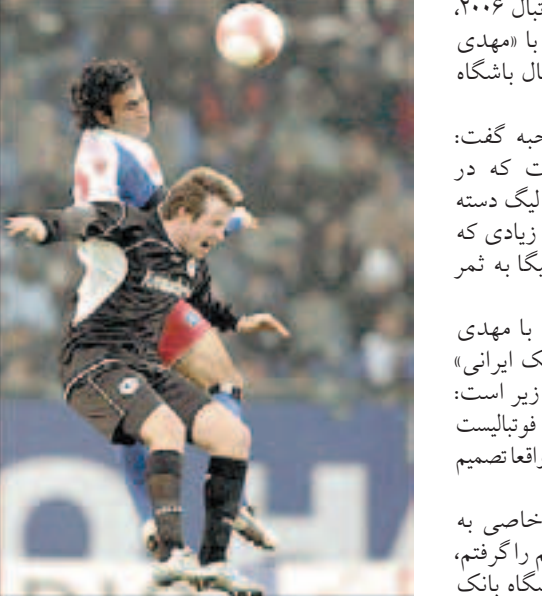 تبال ۲۰۰۶،
با «مهدی
ال باشگاه
حبه گفت:
ت که در
لیگ دسته
زیادی که
یگا به ثمر
با مهدی
ک ایرانی»
زیر است:
فوتبالیست
راقعا تصمیم
خاصی به
م را گرفتم،
شگاه بانک